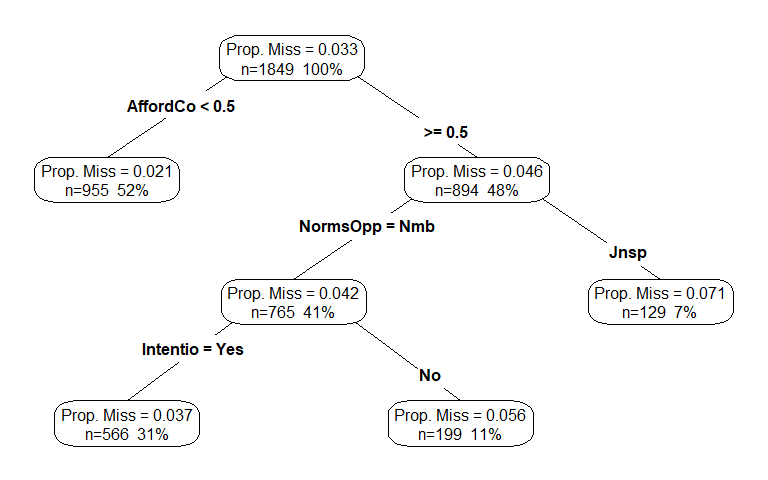 Prop. Miss = 0.033
n=1849 100%
AffordCo < 0.5
>= 0.5
Prop. Miss = 0.021
n=955 52%
Prop. Miss = 0.046
n=894 48%
NormsOpp = Nmb
Jnsp
Prop. Miss = 0.042
n=765 41%
Prop. Miss = 0.071
n=129 7%
Intentio = Yes
No
Prop. Miss = 0.037
n=566 31%
Prop. Miss = 0.056
n=199 11%